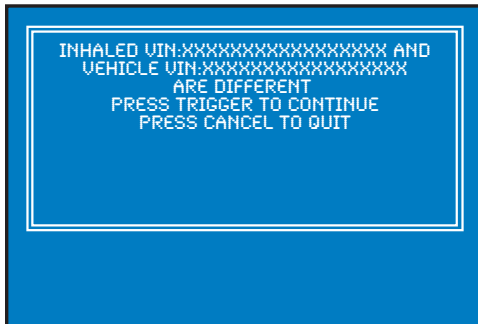 INHALED VIN:XXXXXXXXXXXXXXXXX AND
VEHICLE VIN:XXXXXXXXXXXXXXXXX
ARE DIFFERENT
PRESS TRIGGER TO CONTINUE
PRESS CANCEL TO QUIT